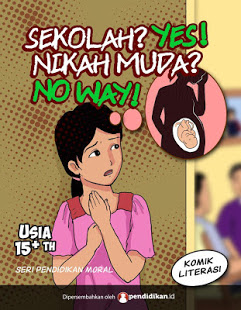 SEKOLAH? YES!
NIKAH MUDA?
NO WAY!
USIA
15+ TH
SERI PENDIDIKAN MORAL
KOMIK
LITERASI
Dipersembahkan oleh pendidikan.id